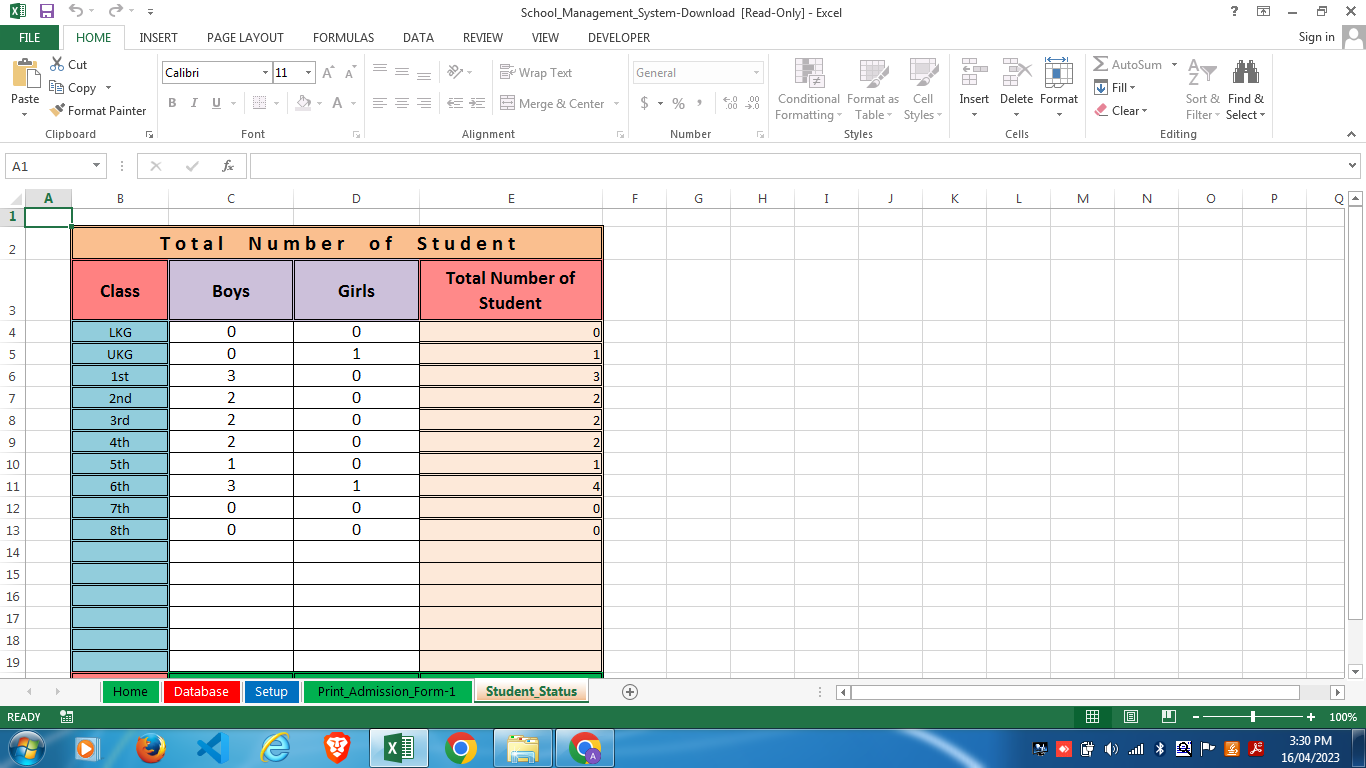 School_Management_System-Download [Read-Only] - Excel
?
FILE HOME INSERT PAGE LAYOUT FORMULAS DATA REVIEW VIEW DEVELOPER Sign in
Paste
Cut
Copy
Format Painter
Clipboard
Calibri 11
B I U
Font
Wrap Text
Merge & Center
Alignment
General
$ % ,
Number
Conditional Formatting
Format as Table
Cell Styles
Styles
Insert Delete Format
Cells
AutoSum
Fill
Clear
Sort & Filter
Find & Select
Editing
A1 fx
A B C D E F G H I J K L M N O P Q
1
2 Total Number of Student
3 Class Boys Girls Total Number of Student
4 LKG 0 0 0
5 UKG 0 1 1
6 1st 3 0 3
7 2nd 2 0 2
8 3rd 2 0 2
9 4th 2 0 2
10 5th 1 0 1
11 6th 3 1 4
12 7th 0 0 0
13 8th 0 0 0
14
15
16
17
18
19
Home Database Setup Print_Admission_Form-1 Student_Status
READY 100%
3:30 PM
16/04/2023